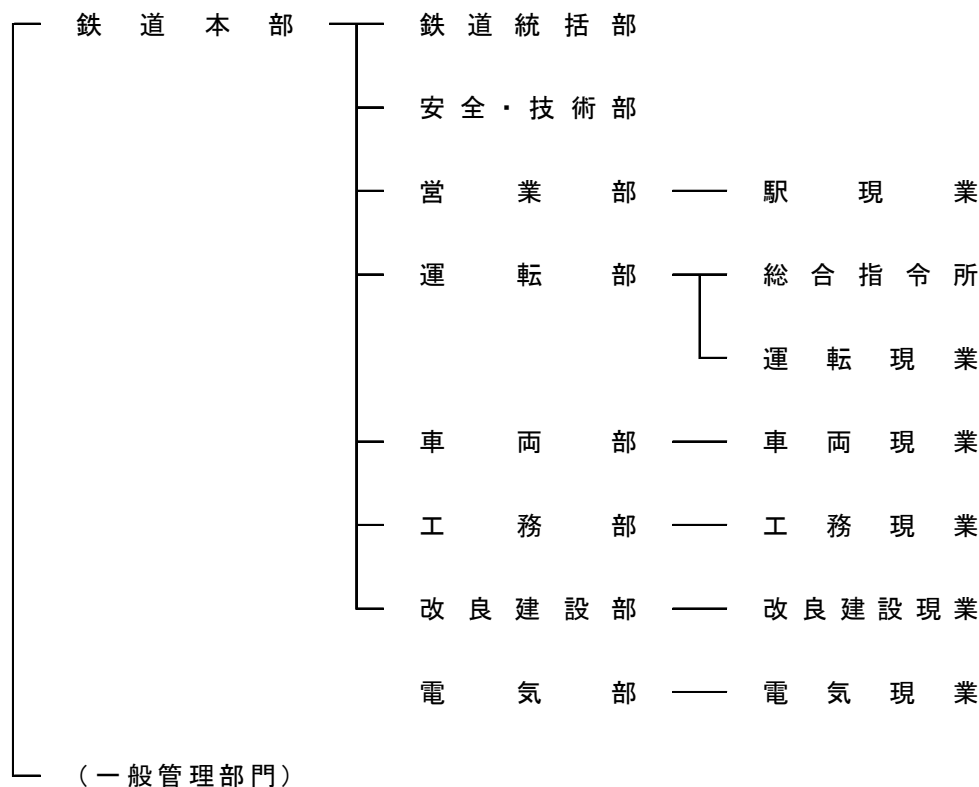 鉄道本部 鉄道統括部
安全・技術部
営業部 駅現業
運転部 総合指令所
運転現業
車両部 車両現業
工務部 工務現業
改良建設部 改良建設現業
電気部 電気現業
（一般管理部門）